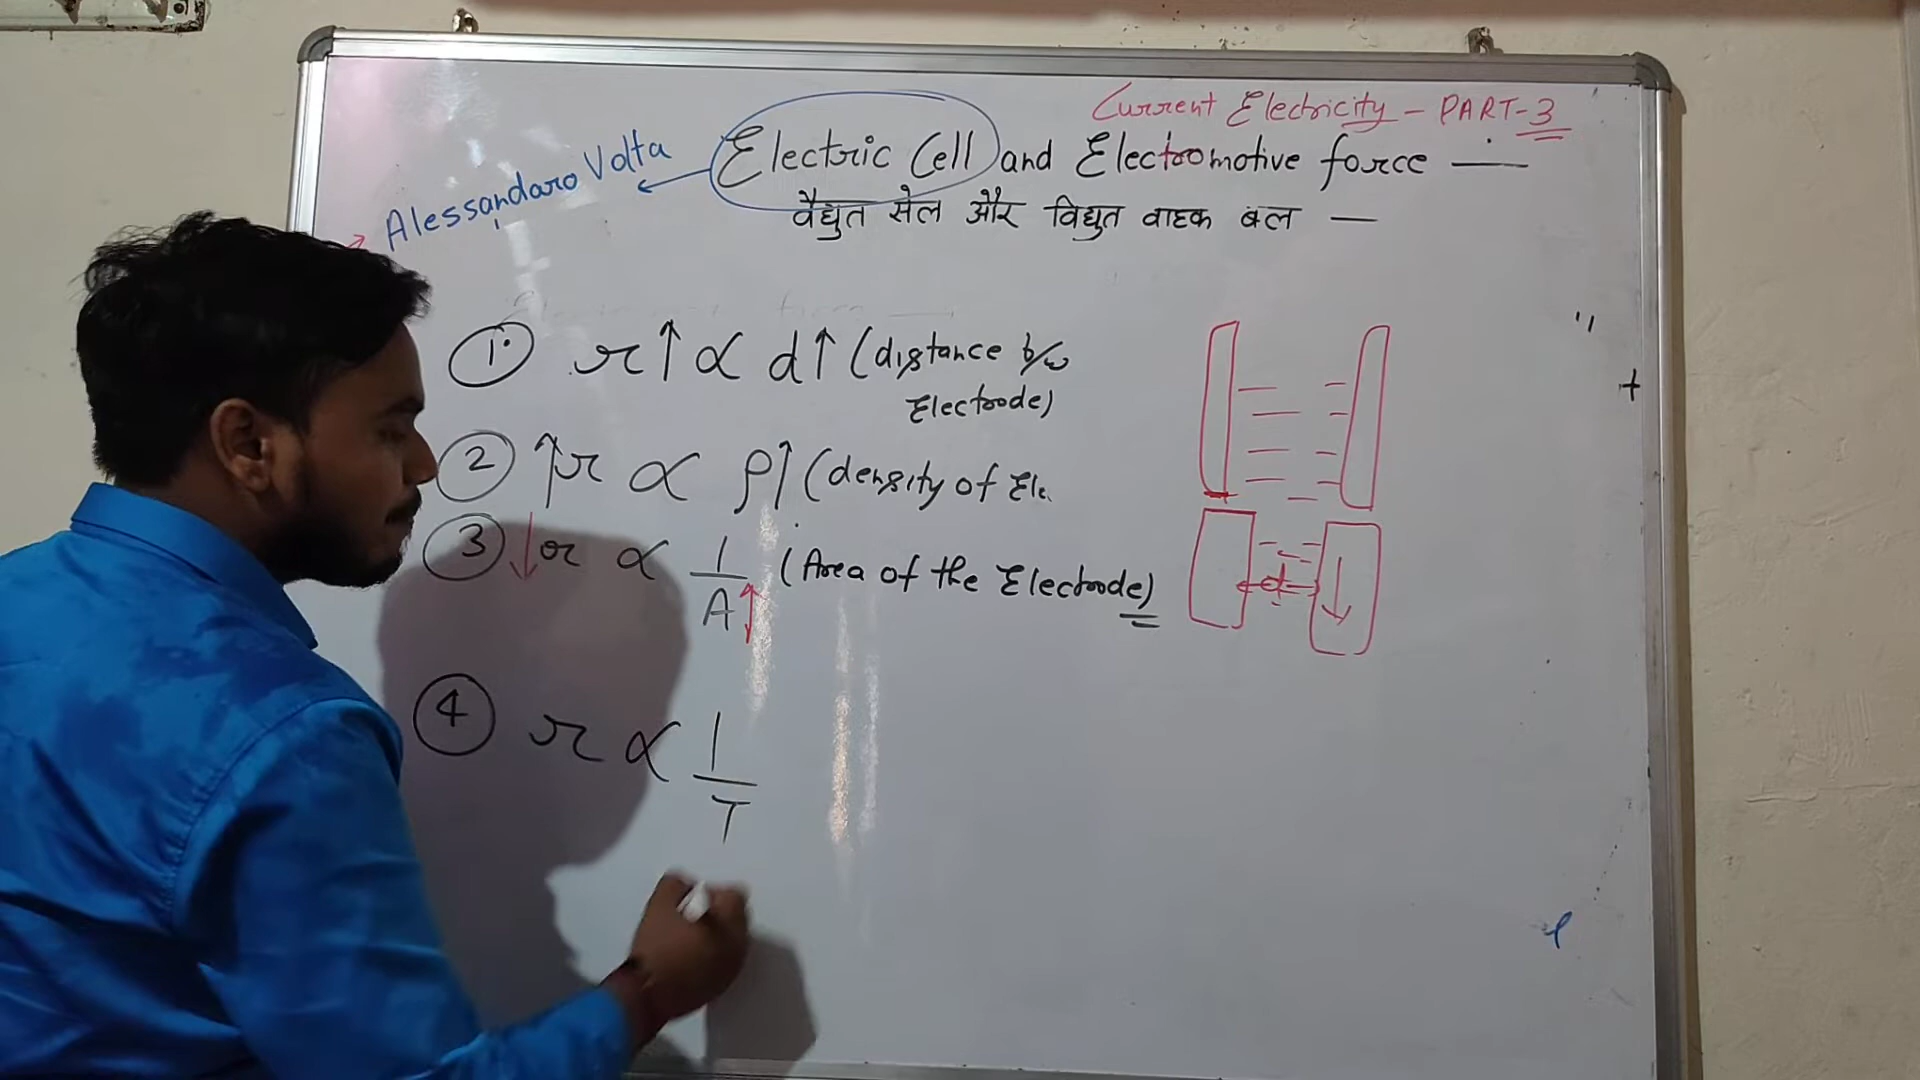 Current Electricity - PART-3
Electric Cell and Electromotive force —
Alessandaro Volta
वैद्युत सेल और विद्युत वाहक बल —
1. r↑ ∝ d↑ (distance b/w
Electrode)
2 ↑r ∝ ρ↑ (density of Ele.
3 ↓r ∝ 1/A↑ (Area of the Electrode)
d
4 r ∝ 1/T